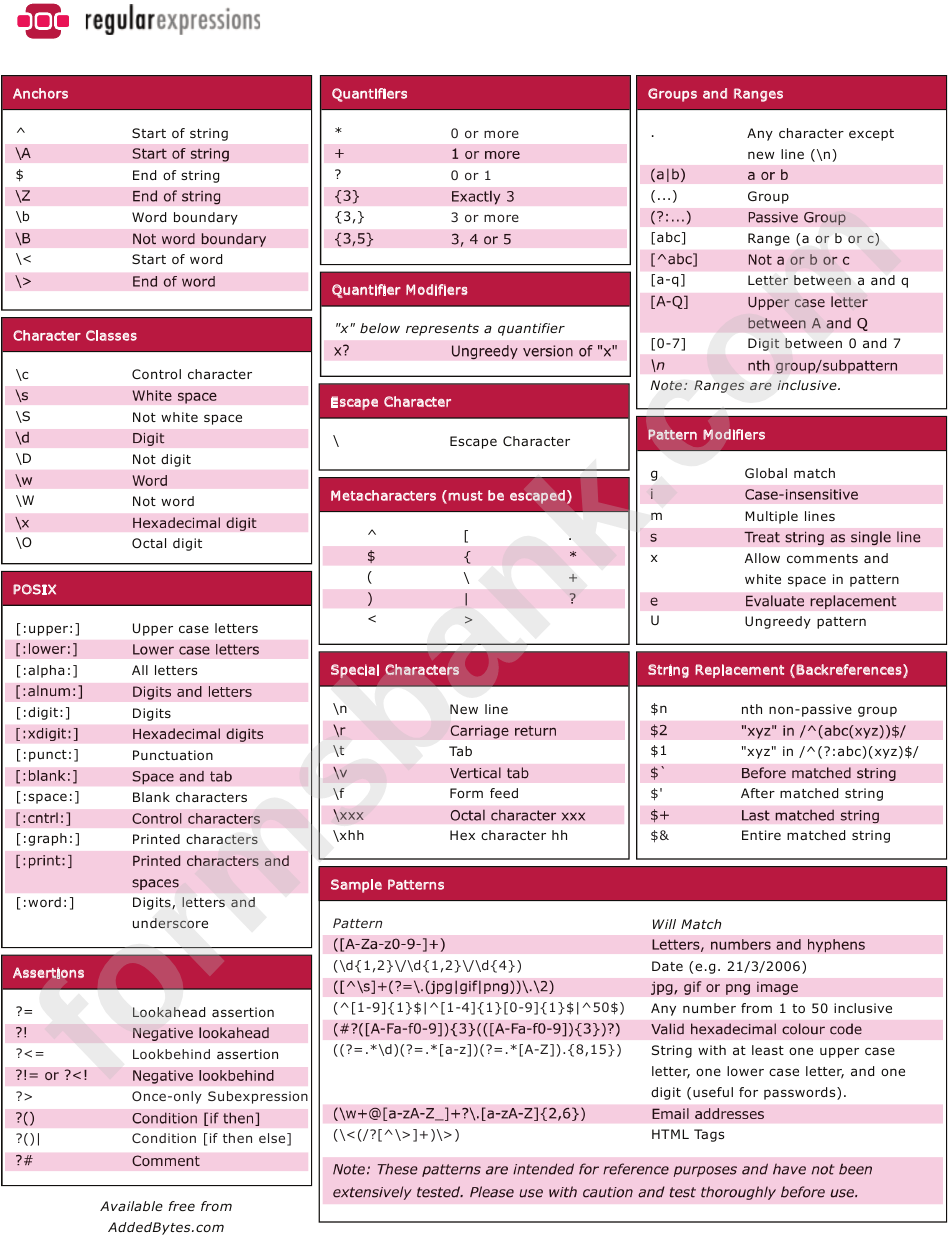 regularexpressions
Anchors
^ Start of string
\A Start of string
$ End of string
\Z End of string
\b Word boundary
\B Not word boundary
\< Start of word
\> End of word
Character Classes
\c Control character
\s White space
\S Not white space
\d Digit
\D Not digit
\w Word
\W Not word
\x Hexadecimal digit
\O Octal digit
POSIX
[:upper:] Upper case letters
[:lower:] Lower case letters
[:alpha:] All letters
[:alnum:] Digits and letters
[:digit:] Digits
[:xdigit:] Hexadecimal digits
[:punct:] Punctuation
[:blank:] Space and tab
[:space:] Blank characters
[:cntrl:] Control characters
[:graph:] Printed characters
[:print:] Printed characters and
spaces
[:word:] Digits, letters and
underscore
Assertions
?= Lookahead assertion
?! Negative lookahead
?<= Lookbehind assertion
?!= or ?<! Negative lookbehind
?> Once-only Subexpression
?() Condition [if then]
?()| Condition [if then else]
?# Comment
Available free from
AddedBytes.com
Quantifiers
* 0 or more
+ 1 or more
? 0 or 1
{3} Exactly 3
{3,} 3 or more
{3,5} 3, 4 or 5
Quantifier Modifiers
"x" below represents a quantifier
x? Ungreedy version of "x"
Escape Character
\ Escape Character
Metacharacters (must be escaped)
^ [ .
$ { *
( \ +
) | ?
< >
Special Characters
\n New line
\r Carriage return
\t Tab
\v Vertical tab
\f Form feed
\xxx Octal character xxx
\xhh Hex character hh
Groups and Ranges
. Any character except
new line (\n)
(a|b) a or b
(...) Group
(?:...) Passive Group
[abc] Range (a or b or c)
[^abc] Not a or b or c
[a-q] Letter between a and q
[A-Q] Upper case letter
between A and Q
[0-7] Digit between 0 and 7
\n nth group/subpattern
Note: Ranges are inclusive.
Pattern Modifiers
g Global match
i Case-insensitive
m Multiple lines
s Treat string as single line
x Allow comments and
white space in pattern
e Evaluate replacement
U Ungreedy pattern
String Replacement (Backreferences)
$n nth non-passive group
$2 "xyz" in /^(abc(xyz))$/
$1 "xyz" in /^(?:abc)(xyz)$/
$` Before matched string
$' After matched string
$+ Last matched string
$& Entire matched string
Sample Patterns
Pattern Will Match
([A-Za-z0-9-]+) Letters, numbers and hyphens
(\d{1,2}\/\d{1,2}\/\d{4}) Date (e.g. 21/3/2006)
([^\s]+(?=\.(jpg|gif|png))\.\2) jpg, gif or png image
(^[1-9]{1}$|^[1-4]{1}[0-9]{1}$|^50$) Any number from 1 to 50 inclusive
(#?([A-Fa-f0-9]){3}(([A-Fa-f0-9]){3})?) Valid hexadecimal colour code
((?=.*\d)(?=.*[a-z])(?=.*[A-Z]).{8,15}) String with at least one upper case
letter, one lower case letter, and one
digit (useful for passwords).
(\w+@[a-zA-Z_]+?\.[a-zA-Z]{2,6}) Email addresses
(\<(/?[^\>]+)\>) HTML Tags
Note: These patterns are intended for reference purposes and have not been
extensively tested. Please use with caution and test thoroughly before use.
formsbank.com